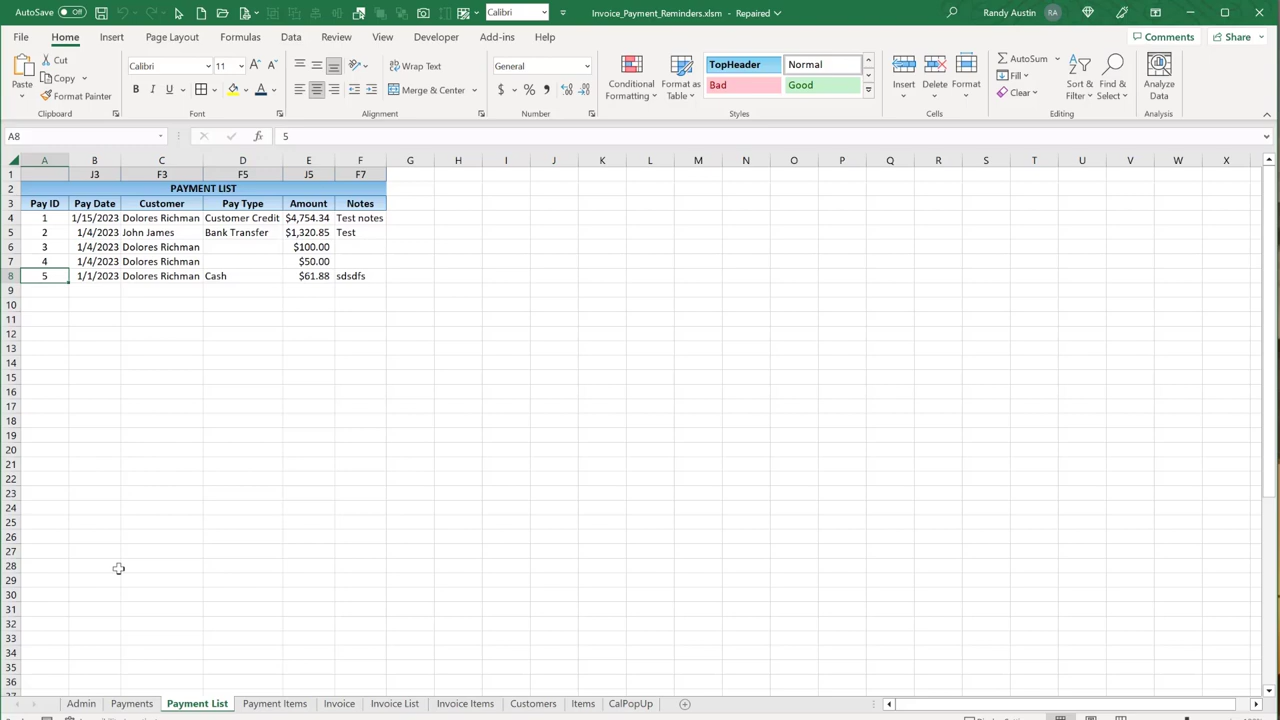 AutoSave Off Calibri Invoice_Payment_Reminders.xlsm - Repaired Randy Austin RA
File Home Insert Page Layout Formulas Data Review View Developer Add-ins Help Comments Share
Cut
Copy
Format Painter
Paste
Calibri 11
B I U
Wrap Text
Merge & Center
General
$ % ,
Conditional Formatting
Format as Table
TopHeader Normal
Bad Good
Insert Delete Format
AutoSum
Fill
Clear
Sort & Filter
Find & Select
Analyze Data
Clipboard Font Alignment Number Styles Cells Editing Analysis
A8 fx 5
A B C D E F G H I J K L M N O P Q R S T U V W X
1 J3 F3 F5 J5 F7
2 PAYMENT LIST
3 Pay ID Pay Date Customer Pay Type Amount Notes
4 1 1/15/2023 Dolores Richman Customer Credit $4,754.34 Test notes
5 2 1/4/2023 John James Bank Transfer $1,320.85 Test
6 3 1/4/2023 Dolores Richman $100.00
7 4 1/4/2023 Dolores Richman $50.00
8 5 1/1/2023 Dolores Richman Cash $61.88 sdsdfs
9
10
11
12
13
14
15
16
17
18
19
20
21
22
23
24
25
26
27
28
29
30
31
32
33
34
35
37
Admin Payments Payment List Payment Items Invoice Invoice List Invoice Items Customers Items CalPopUp